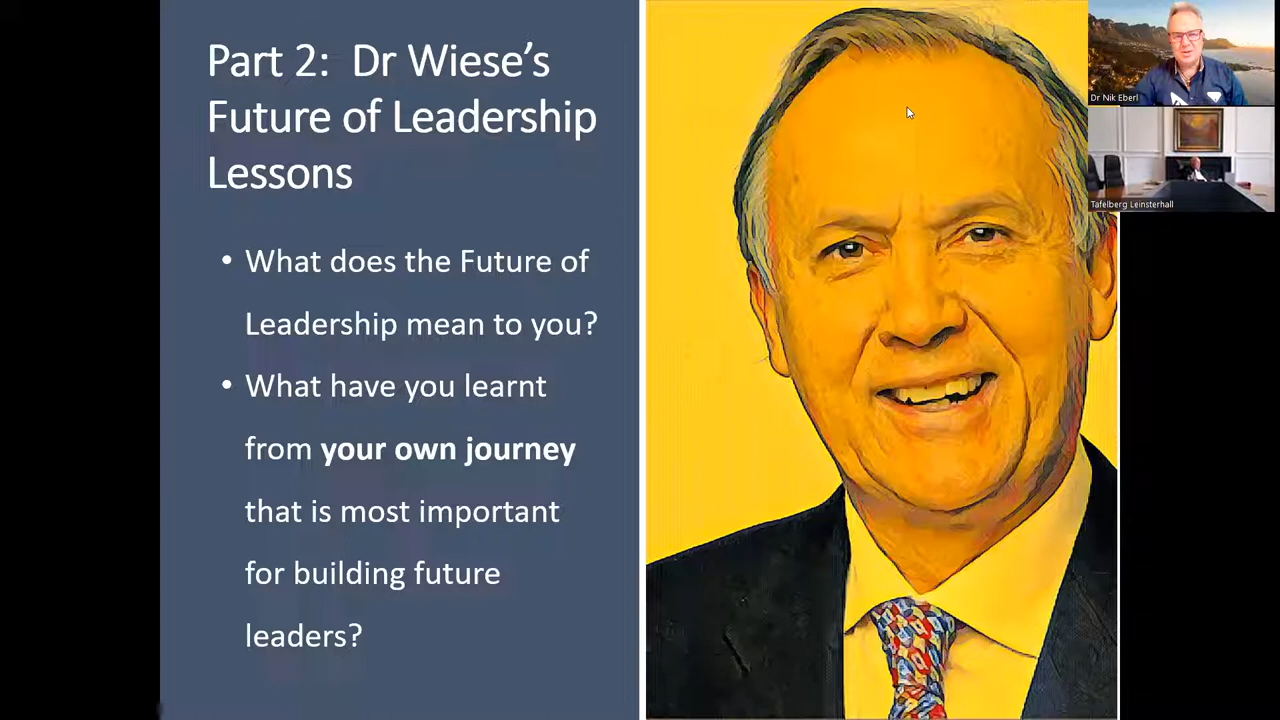 Part 2: Dr Wiese’s
Future of Leadership
Lessons
• What does the Future of
Leadership mean to you?
• What have you learnt
from your own journey
that is most important
for building future
leaders?
Dr Nik Eberl
Tafelberg Leinsterhall